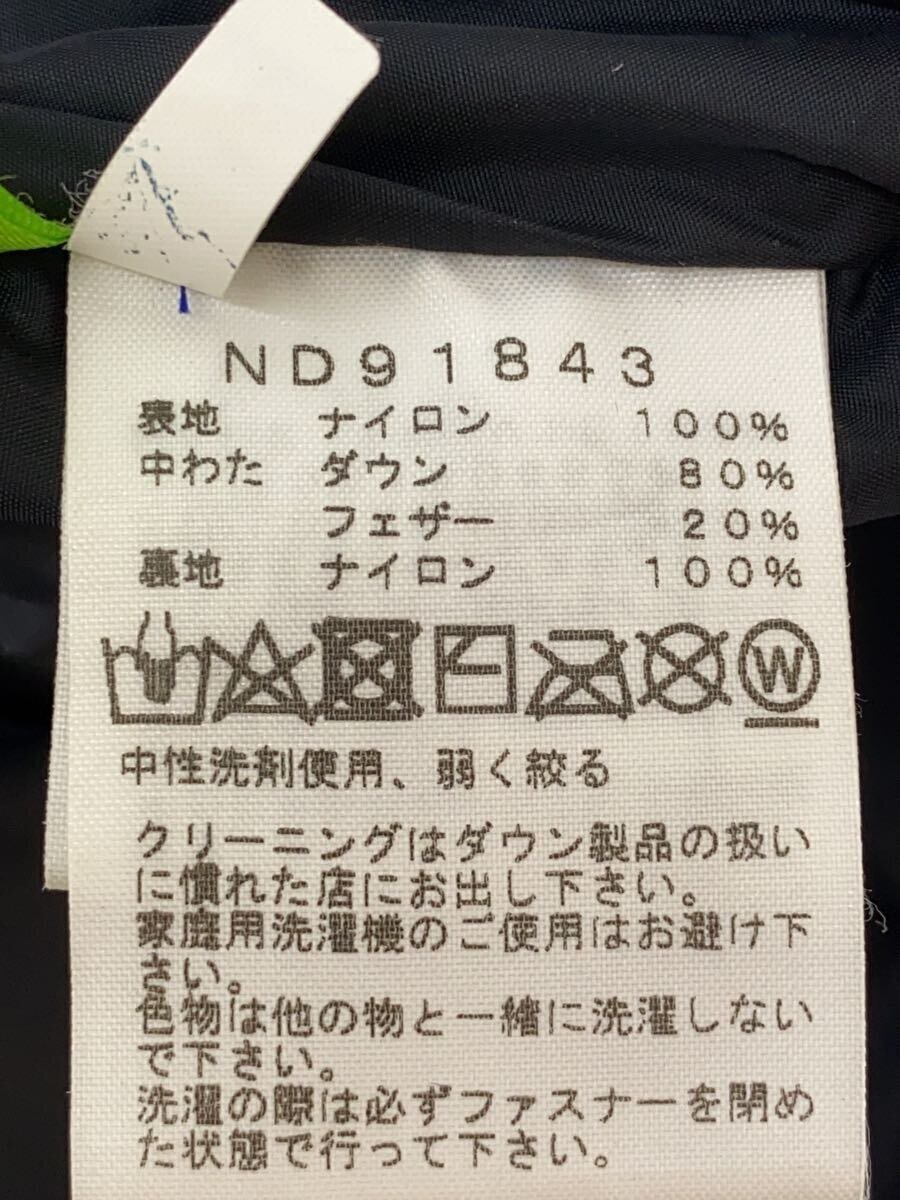 ND91843
表地 ナイロン 100%
中わた ダウン 80%
フェザー 20%
裏地 ナイロン 100%
W
中性洗剤使用、弱く絞る
クリーニングはダウン製品の扱い
に慣れた店にお出し下さい。
家庭用洗濯機のご使用はお避け下
さい。
色物は他の物と一緒に洗濯しない
で下さい。
洗濯の際は必ずファスナーを閉め
た状態で行って下さい。